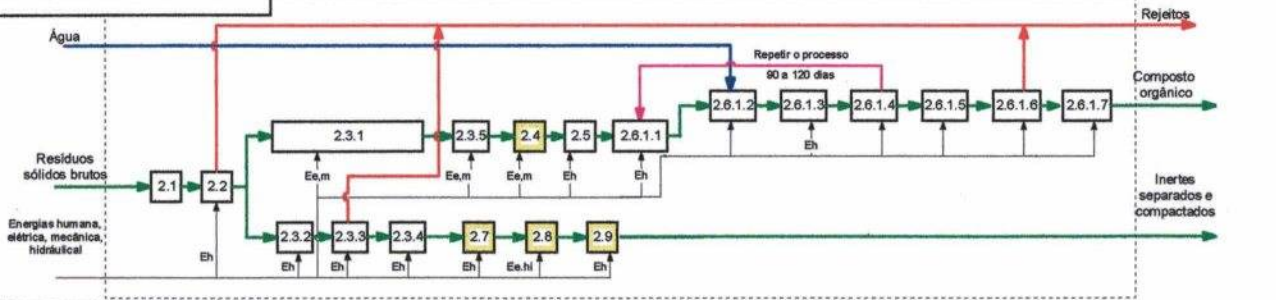 Rejeitos
Água
Repetir o processo
90 a 120 dias
Composto
orgânico
2.6.1.2
2.6.1.3
2.6.1.4
2.6.1.5
2.6.1.6
2.6.1.7
2.3.1
2.3.5
2.4
2.5
2.6.1.1
Eh
Resíduos
sólidos brutos
2.1
2.2
Ee,m
Ee,m
Ee,m
Eh
Eh
Inertes
separados e
compactados
Energias humana,
elétrica, mecânica,
hidráulical
2.3.2
2.3.3
2.3.4
2.7
2.8
2.9
Eh
Eh
Eh
Eh
Eh
Ee.hi
Eh